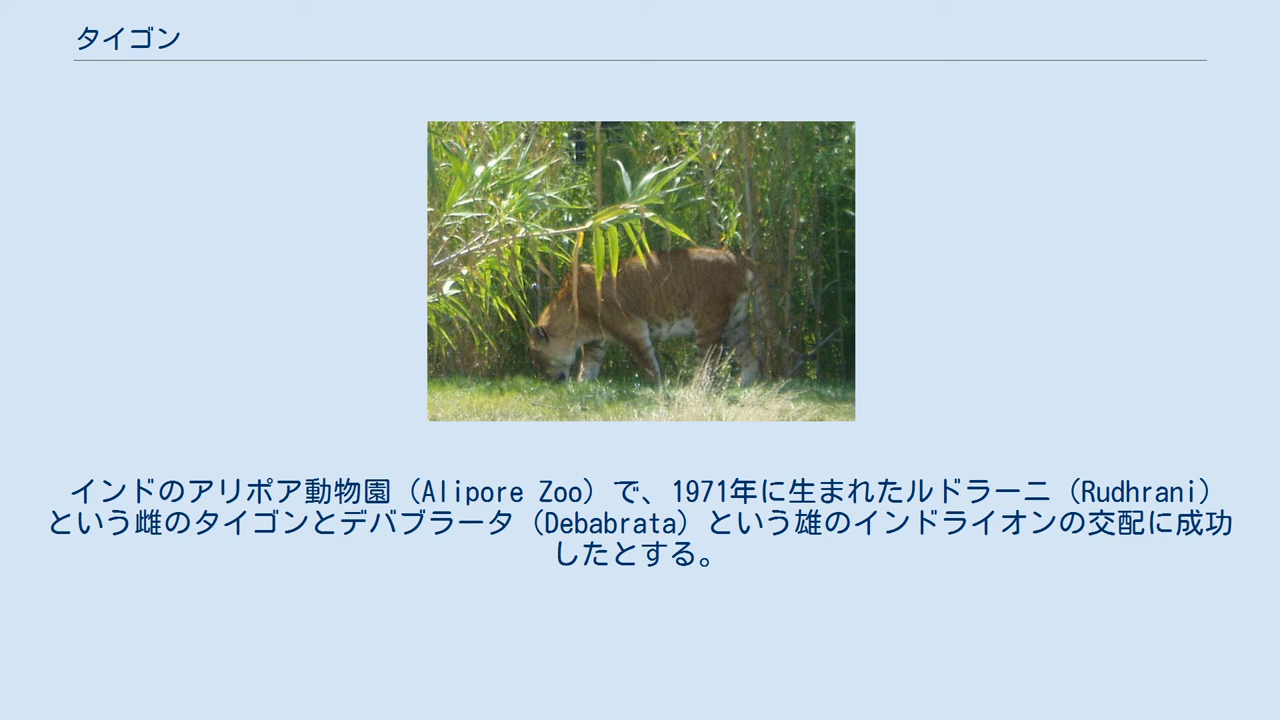 タイゴン
インドのアリポア動物園（Alipore Zoo）で、1971年に生まれたルドラーニ（Rudhrani）
という雌のタイゴンとデバブラータ（Debabrata）という雄のインドライオンの交配に成功
したとする。